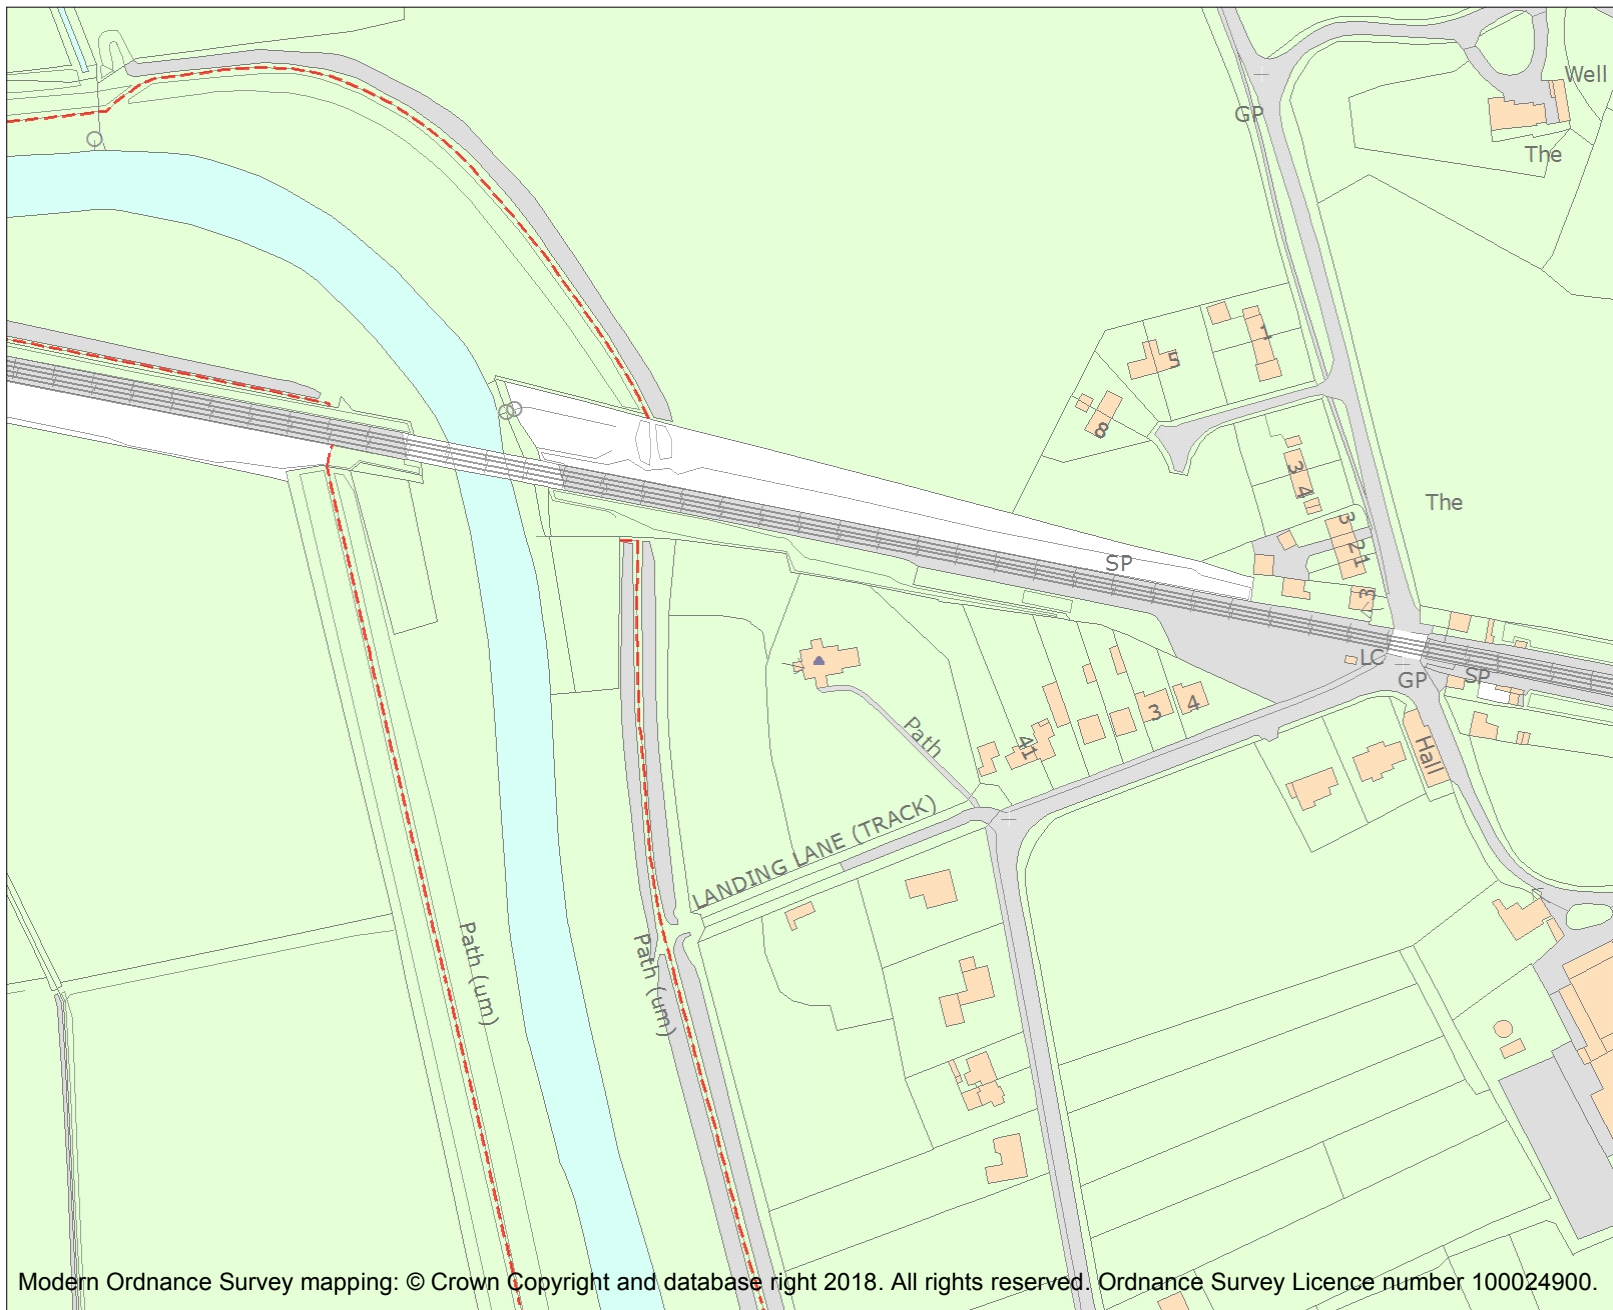 Well
GP
The
1
5
8
3
4
The
3
2
1
SP
3
LC
GP
SP
Path
41
3
4
Hall
LANDING LANE (TRACK)
Path (um)
Path (um)
Modern Ordnance Survey mapping: © Crown Copyright and database right 2018. All rights reserved. Ordnance Survey Licence number 100024900.